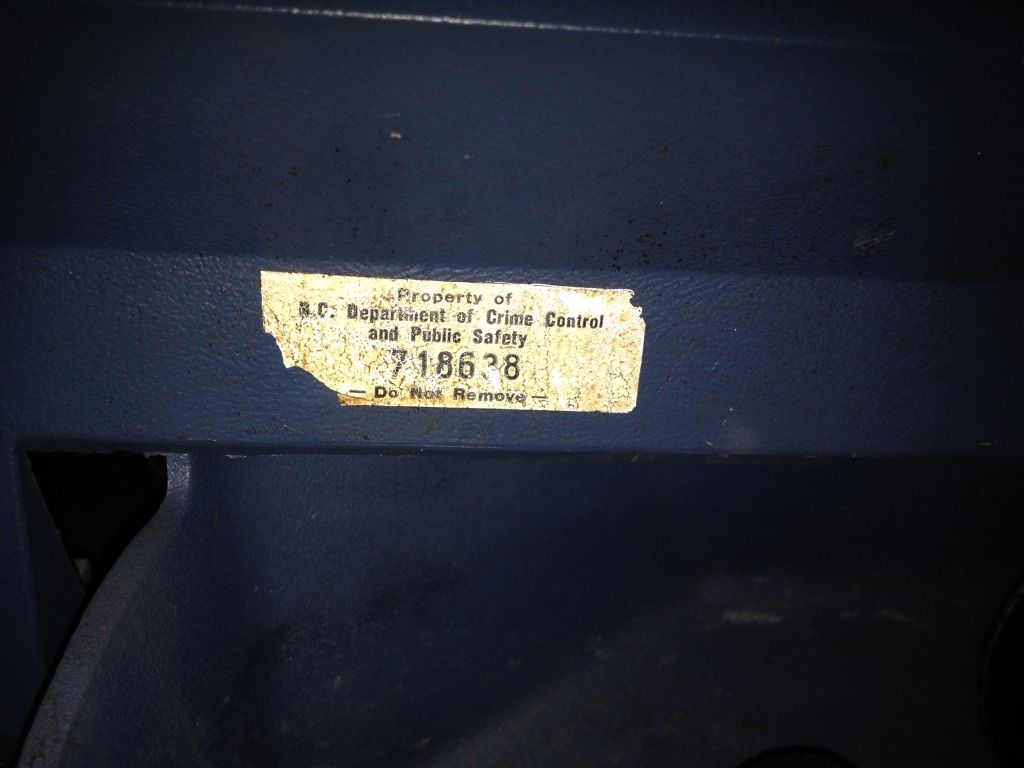 Property of
N.C. Department of Crime Control
and Public Safety
718638
— Do Not Remove —